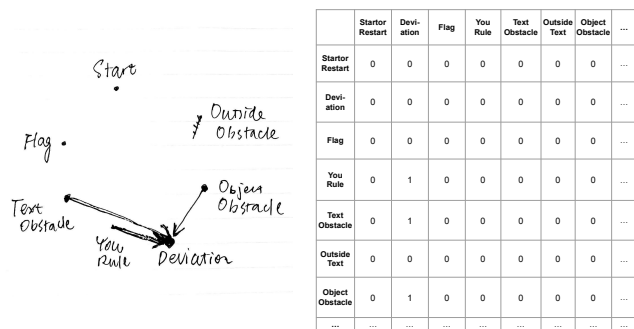 Start
Outside
Obstacle
Flag
Object
Obstacle
Text
Obstacle
You
Rule
Deviation
Startor Restart	Devi-ation	Flag	You Rule	Text Obstacle	Outside Text	Object Obstacle	...
Startor Restart	0	0	0	0	0	0	0	...
Devi-ation	0	0	0	0	0	0	0	...
Flag	0	0	0	0	0	0	0	...
You Rule	0	1	0	0	0	0	0	...
Text Obstacle	0	1	0	0	0	0	0	...
Outside Text	0	0	0	0	0	0	0	...
Object Obstacle	0	1	0	0	0	0	0	...
...	...	...	...	...	...	...	...	...